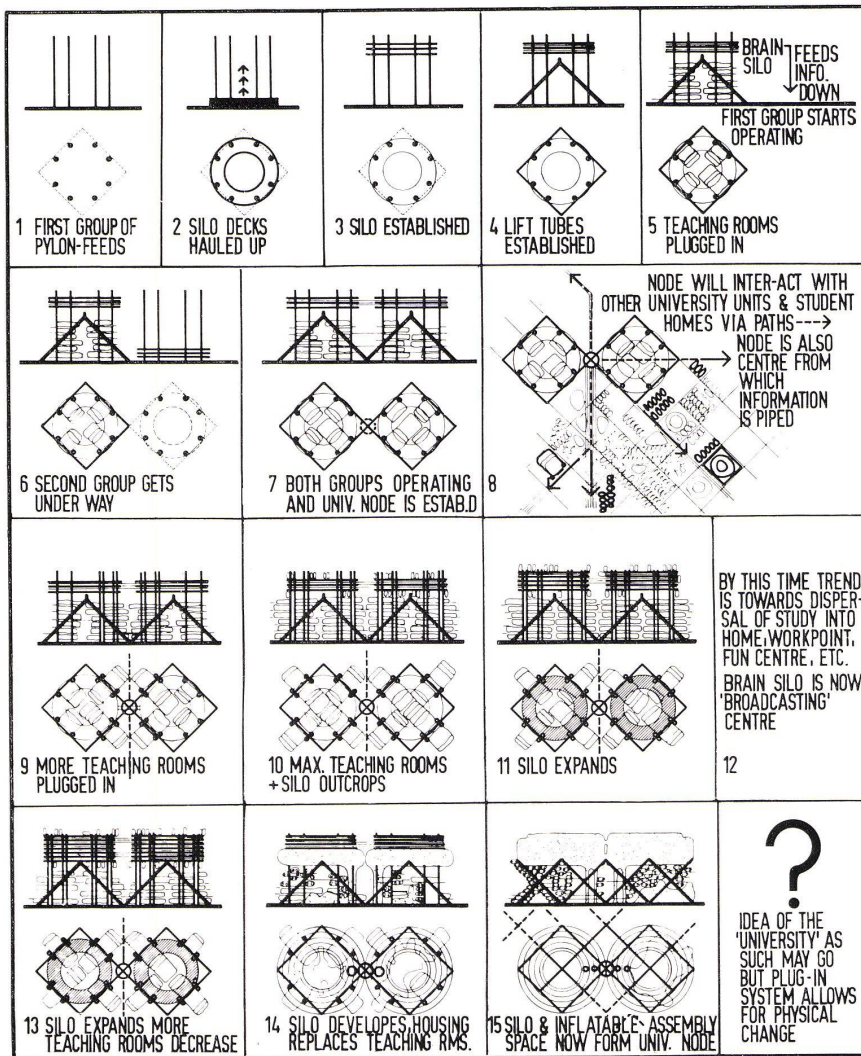 1 FIRST GROUP OF
PYLON-FEEDS
2 SILO DECKS
HAULED UP
3 SILO ESTABLISHED
4 LIFT TUBES
ESTABLISHED
BRAIN
SILO
FEEDS
INFO.
DOWN
FIRST GROUP STARTS
OPERATING
5 TEACHING ROOMS
PLUGGED IN
6 SECOND GROUP GETS
UNDER WAY
7 BOTH GROUPS OPERATING
AND UNIV. NODE IS ESTAB.D
NODE WILL INTER-ACT WITH
OTHER UNIVERSITY UNITS & STUDENT
HOMES VIA PATHS
NODE IS ALSO
CENTRE FROM
WHICH
INFORMATION
IS PIPED
8
9 MORE TEACHING ROOMS
PLUGGED IN
10 MAX. TEACHING ROOMS
+ SILO OUTCROPS
11 SILO EXPANDS
BY THIS TIME TREND
IS TOWARDS DISPER-
SAL OF STUDY INTO
HOME, WORKPOINT,
FUN CENTRE, ETC.
BRAIN SILO IS NOW
'BROADCASTING'
CENTRE
12
13 SILO EXPANDS MORE
TEACHING ROOMS DECREASE
14 SILO DEVELOPES, HOUSING
REPLACES TEACHING RMS.
15 SILO & INFLATABLE ASSEMBLY
SPACE NOW FORM UNIV. NODE
?
IDEA OF THE
'UNIVERSITY' AS
SUCH MAY GO
BUT PLUG-IN
SYSTEM ALLOWS
FOR PHYSICAL
CHANGE